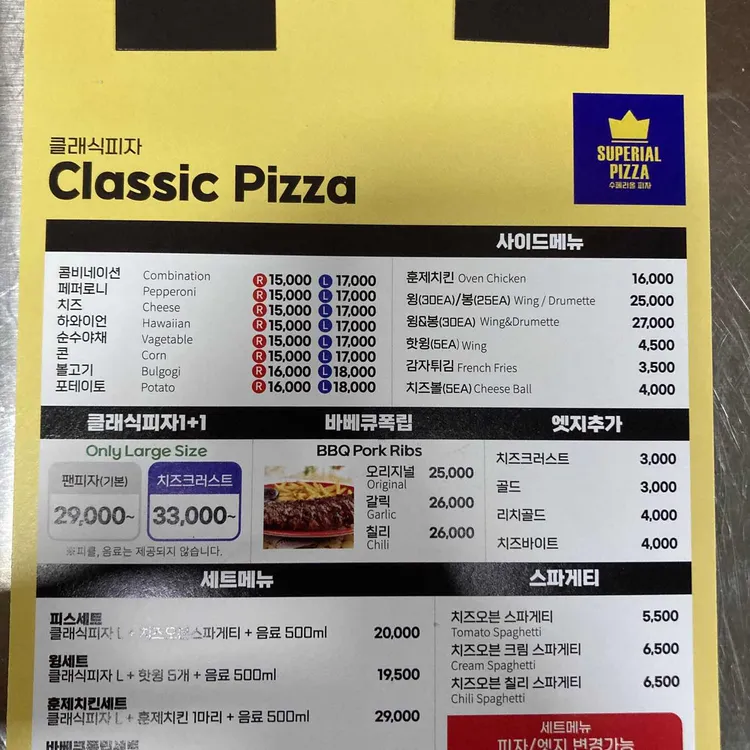 클래식피자
Classic Pizza
SUPERIAL
PIZZA
수페리올 피자
콤비네이션 Combination R 15,000 L 17,000
페퍼로니 Pepperoni R 15,000 L 17,000
치즈 Cheese R 15,000 L 17,000
하와이언 Hawaiian R 15,000 L 17,000
순수야채 Vagetable R 15,000 L 17,000
콘 Corn R 15,000 L 17,000
불고기 Bulgogi R 16,000 L 18,000
포테이토 Potato R 16,000 L 18,000
사이드메뉴
훈제치킨 Oven Chicken 16,000
윙(30EA)/봉(25EA) Wing / Drumette 25,000
윙&봉(30EA) Wing&Drumette 27,000
핫윙(5EA) Wing 4,500
감자튀김 French Fries 3,500
치즈볼(5EA) Cheese Ball 4,000
클래식피자1+1
Only Large Size
팬피자(기본)
29,000~
치즈크러스트
33,000~
※피클, 음료는 제공되지 않습니다.
바베큐폭립
BBQ Pork Ribs
오리지널 25,000
Original
갈릭 26,000
Garlic
칠리 26,000
Chili
엣지추가
치즈크러스트 3,000
골드 3,000
리치골드 4,000
치즈바이트 4,000
세트메뉴
피스세트
클래식피자 L + 치즈오븐스파게티 + 음료 500ml 20,000
윙세트
클래식피자 L + 핫윙 5개 + 음료 500ml 19,500
훈제치킨세트
클래식피자 L + 훈제치킨 1마리 + 음료 500ml 29,000
바베큐폭립세트
스파게티
치즈오븐 스파게티 5,500
Tomato Spaghetti
치즈오븐 크림 스파게티 6,500
Cream Spaghetti
치즈오븐 칠리 스파게티 6,500
Chili Spaghetti
세트메뉴
피자/엣지 변경가능